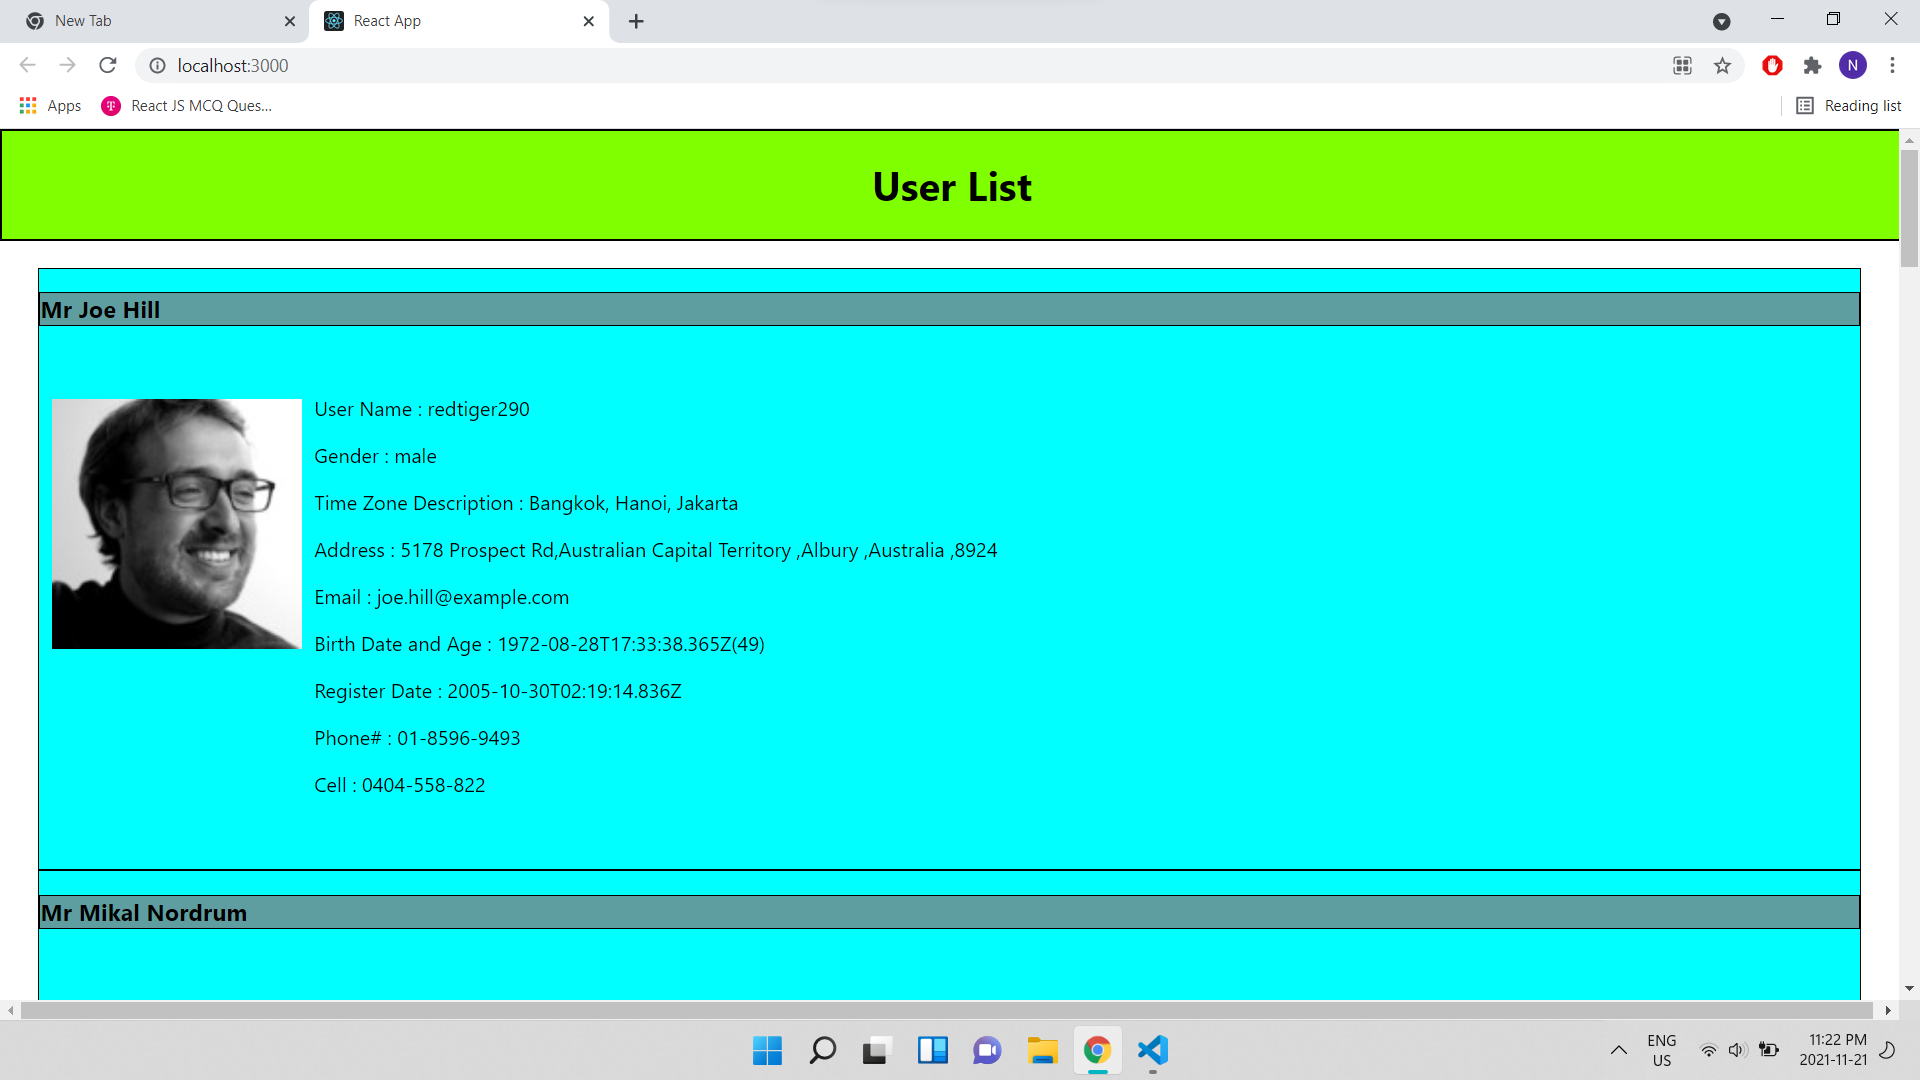 New Tab
React App
localhost:3000
N
Apps
React JS MCQ Ques...
Reading list
User List
Mr Joe Hill
User Name : redtiger290
Gender : male
Time Zone Description : Bangkok, Hanoi, Jakarta
Address : 5178 Prospect Rd,Australian Capital Territory ,Albury ,Australia ,8924
Email : joe.hill@example.com
Birth Date and Age : 1972-08-28T17:33:38.365Z(49)
Register Date : 2005-10-30T02:19:14.836Z
Phone# : 01-8596-9493
Cell : 0404-558-822
Mr Mikal Nordrum
ENG
US
11:22 PM
2021-11-21